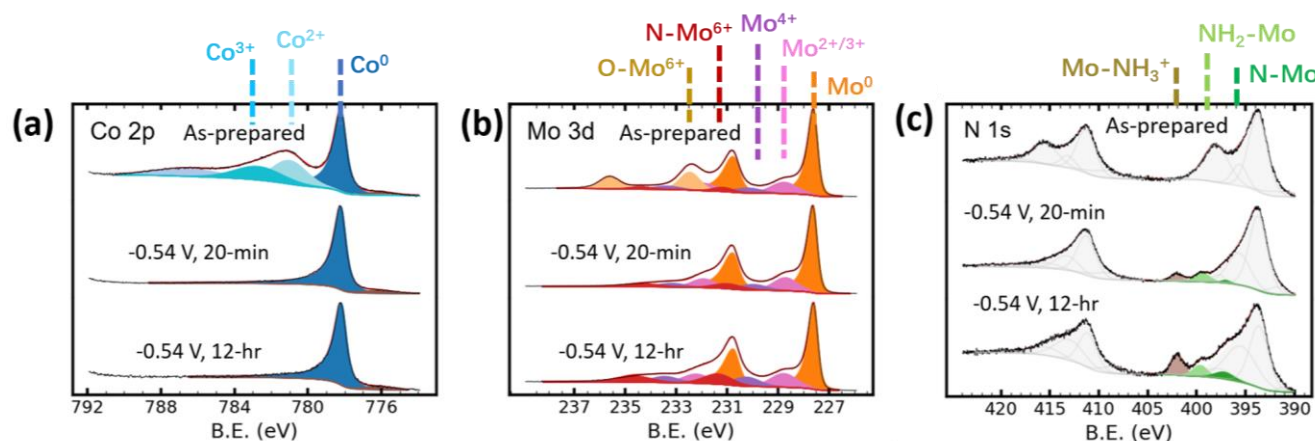 (a)
Co³⁺
Co²⁺
Co⁰
Co 2p
As-prepared
-0.54 V, 20-min
-0.54 V, 12-hr
792 788 784 780 776
B.E. (eV)
(b)
O-Mo⁶⁺
N-Mo⁶⁺
Mo⁴⁺
Mo²⁺/³⁺
Mo⁰
Mo 3d
As-prepared
-0.54 V, 20-min
-0.54 V, 12-hr
237 235 233 231 229 227
B.E. (eV)
(c)
Mo-NH₃⁺
NH₂-Mo
N-Mo
N 1s
As-prepared
-0.54 V, 20-min
-0.54 V, 12-hr
420 415 410 405 400 395 390
B.E. (eV)